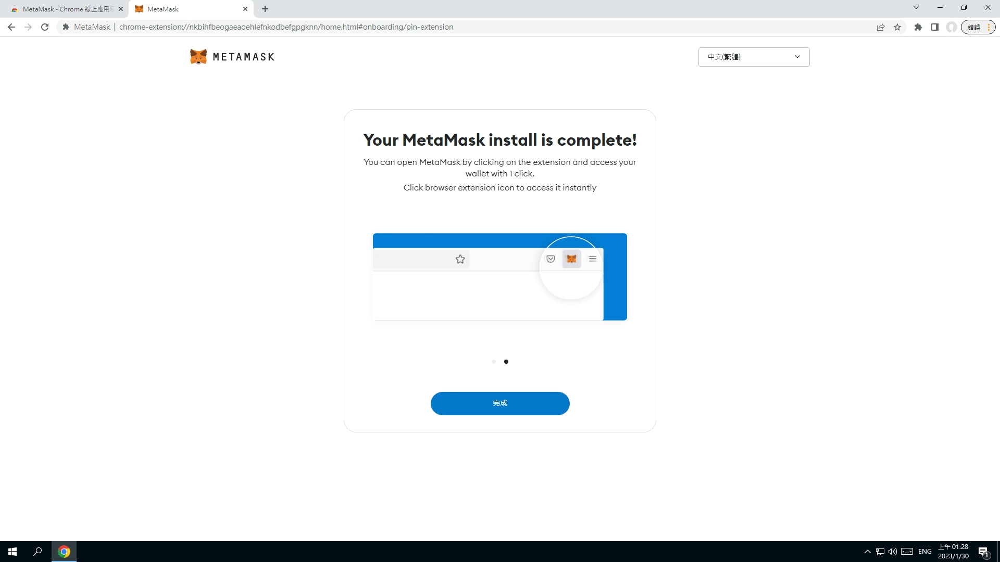 MetaMask - Chrome 線上應用
MetaMask
MetaMask | chrome-extension://nkbihfbeogaeaoehlefnkodbefgpgknn/home.html#onboarding/pin-extension
錯誤
METAMASK
中文(繁體)
Your MetaMask install is complete!
You can open MetaMask by clicking on the extension and access your
wallet with 1 click.
Click browser extension icon to access it instantly
完成
ENG
上午 01:28
2023/1/30
1